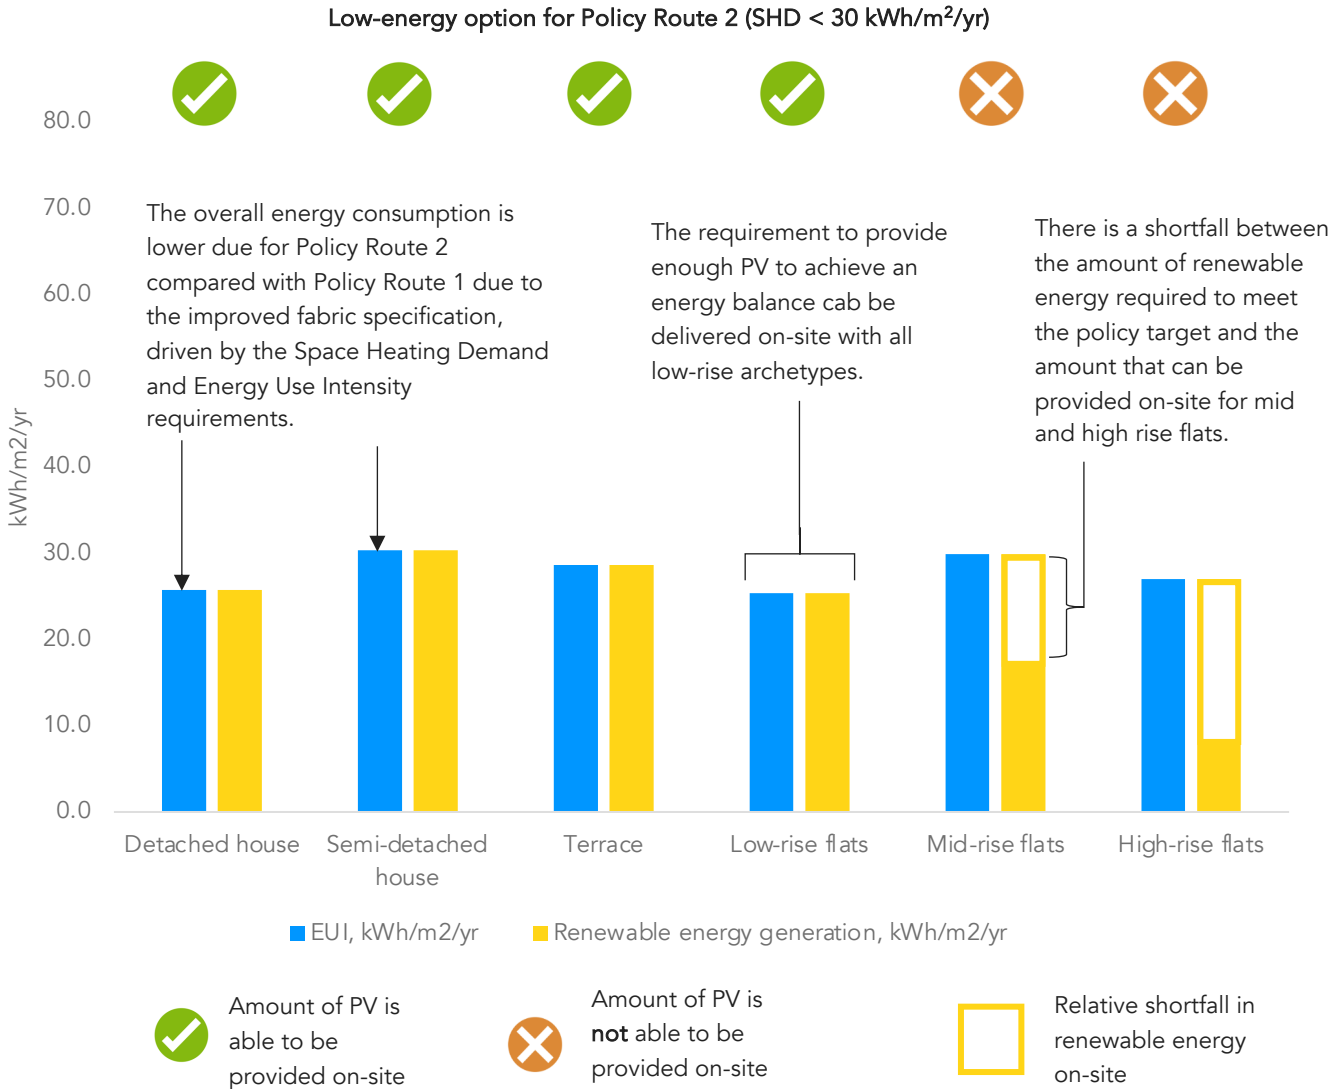 Low-energy option for Policy Route 2 (SHD < 30 kWh/m²/yr)
80.0
70.0
60.0
50.0
40.0
30.0
20.0
10.0
0.0
kWh/m2/yr
The overall energy consumption is
lower due for Policy Route 2
compared with Policy Route 1 due to
the improved fabric specification,
driven by the Space Heating Demand
and Energy Use Intensity
requirements.
The requirement to provide
enough PV to achieve an
energy balance cab be
delivered on-site with all
low-rise archetypes.
There is a shortfall between
the amount of renewable
energy required to meet
the policy target and the
amount that can be
provided on-site for mid
and high rise flats.
Detached house
Semi-detached
house
Terrace
Low-rise flats
Mid-rise flats
High-rise flats
EUI, kWh/m2/yr
Renewable energy generation, kWh/m2/yr
Amount of PV is
able to be
provided on-site
Amount of PV is
not able to be
provided on-site
Relative shortfall in
renewable energy
on-site